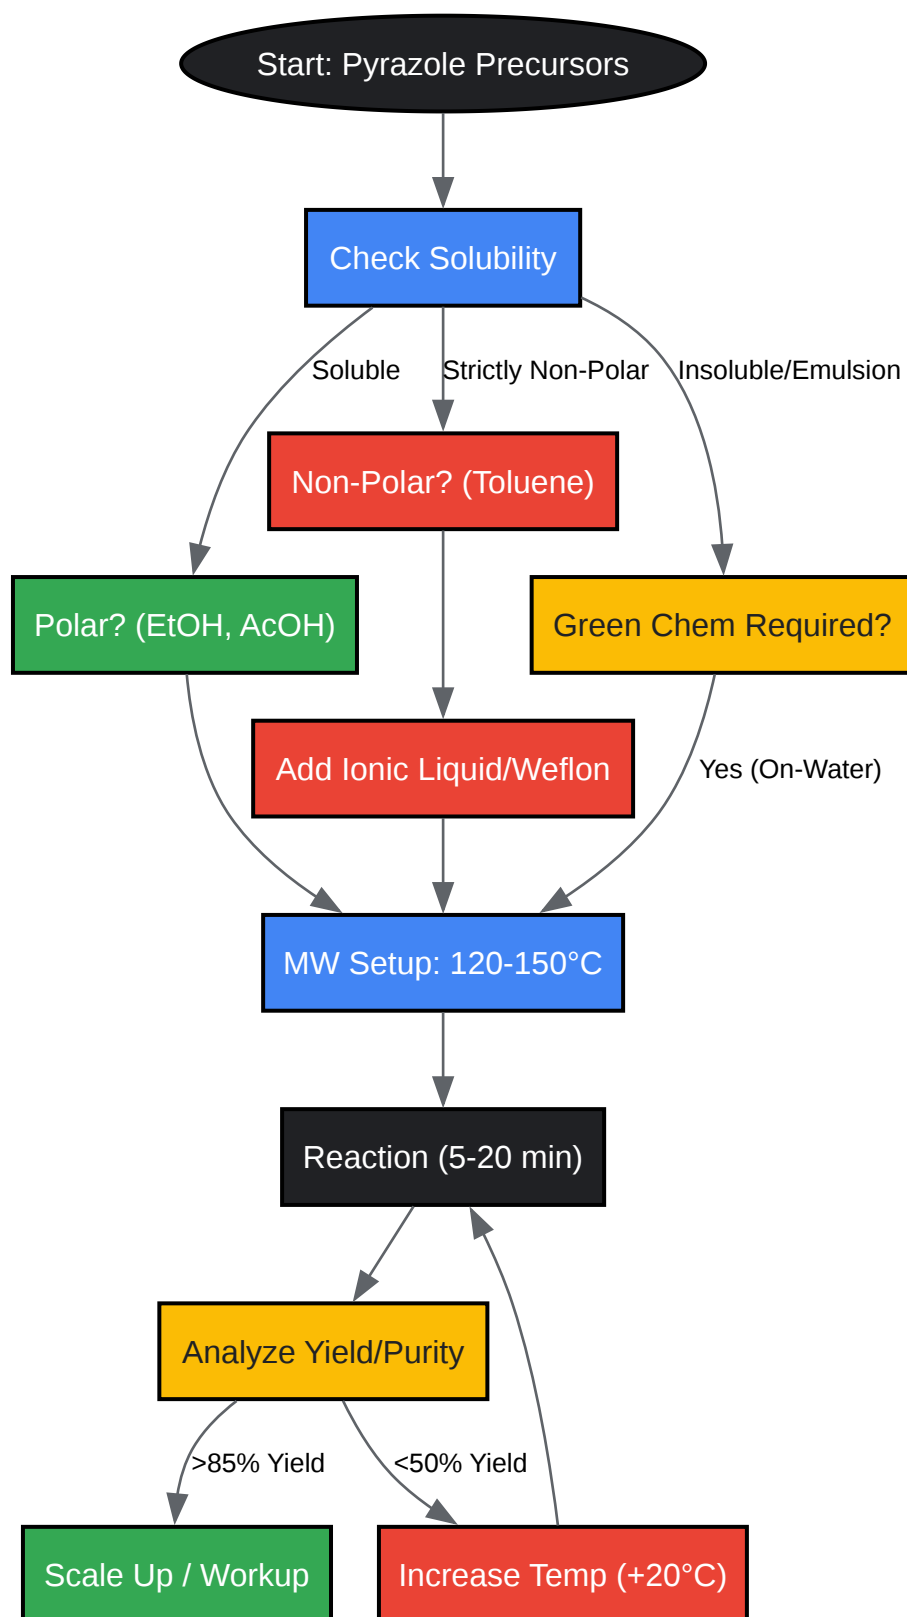 Start: Pyrazole Precursors
Check Solubility
Soluble
Strictly Non-Polar
Insoluble/Emulsion
Non-Polar? (Toluene)
Polar? (EtOH, AcOH)
Green Chem Required?
Add Ionic Liquid/Weflon
Yes (On-Water)
MW Setup: 120-150°C
Reaction (5-20 min)
Analyze Yield/Purity
>85% Yield
<50% Yield
Scale Up / Workup
Increase Temp (+20°C)